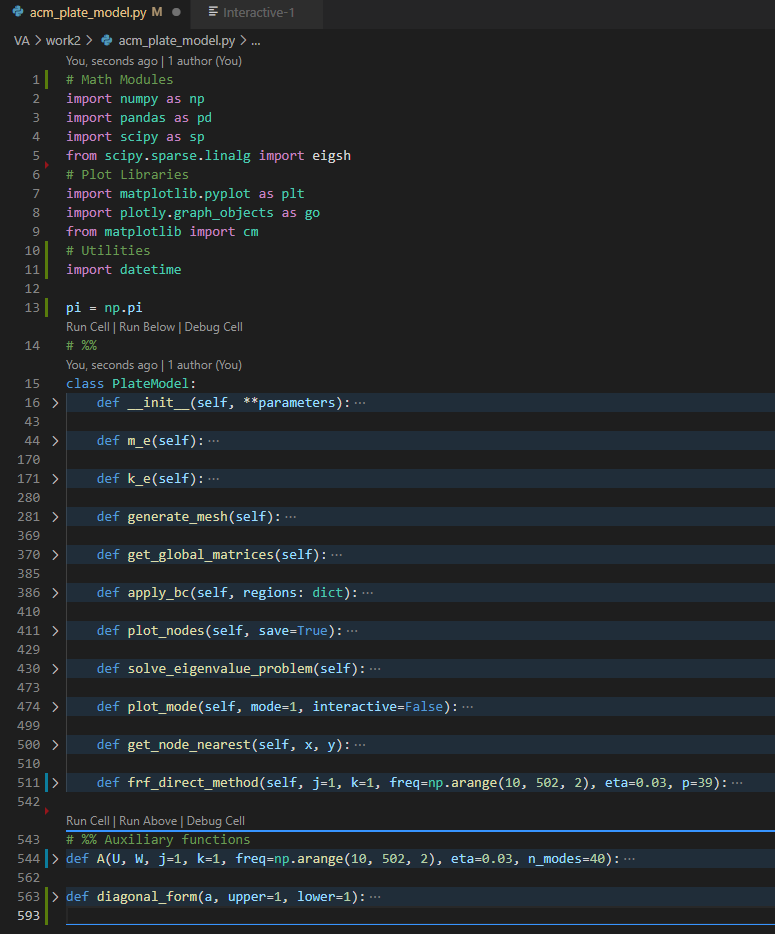 acm_plate_model.py M ● Interactive-1
VA > work2 > acm_plate_model.py > ...
You, seconds ago | 1 author (You)
1 # Math Modules
2 import numpy as np
3 import pandas as pd
4 import scipy as sp
5 from scipy.sparse.linalg import eigsh
6 # Plot Libraries
7 import matplotlib.pyplot as plt
8 import plotly.graph_objects as go
9 from matplotlib import cm
10 # Utilities
11 import datetime
12
13 pi = np.pi
Run Cell | Run Below | Debug Cell
14 # %%
You, seconds ago | 1 author (You)
15 class PlateModel:
16 > def __init__(self, **parameters): ···
43
44 > def m_e(self): ···
170
171 > def k_e(self): ···
280
281 > def generate_mesh(self): ···
369
370 > def get_global_matrices(self): ···
385
386 > def apply_bc(self, regions: dict): ···
410
411 > def plot_nodes(self, save=True): ···
429
430 > def solve_eigenvalue_problem(self): ···
473
474 > def plot_mode(self, mode=1, interactive=False): ···
499
500 > def get_node_nearest(self, x, y): ···
510
511 > def frf_direct_method(self, j=1, k=1, freq=np.arange(10, 502, 2), eta=0.03, p=39): ···
542
Run Cell | Run Above | Debug Cell
543 # %% Auxiliary functions
544 > def A(U, W, j=1, k=1, freq=np.arange(10, 502, 2), eta=0.03, n_modes=40): ···
562
563 > def diagonal_form(a, upper=1, lower=1): ···
593